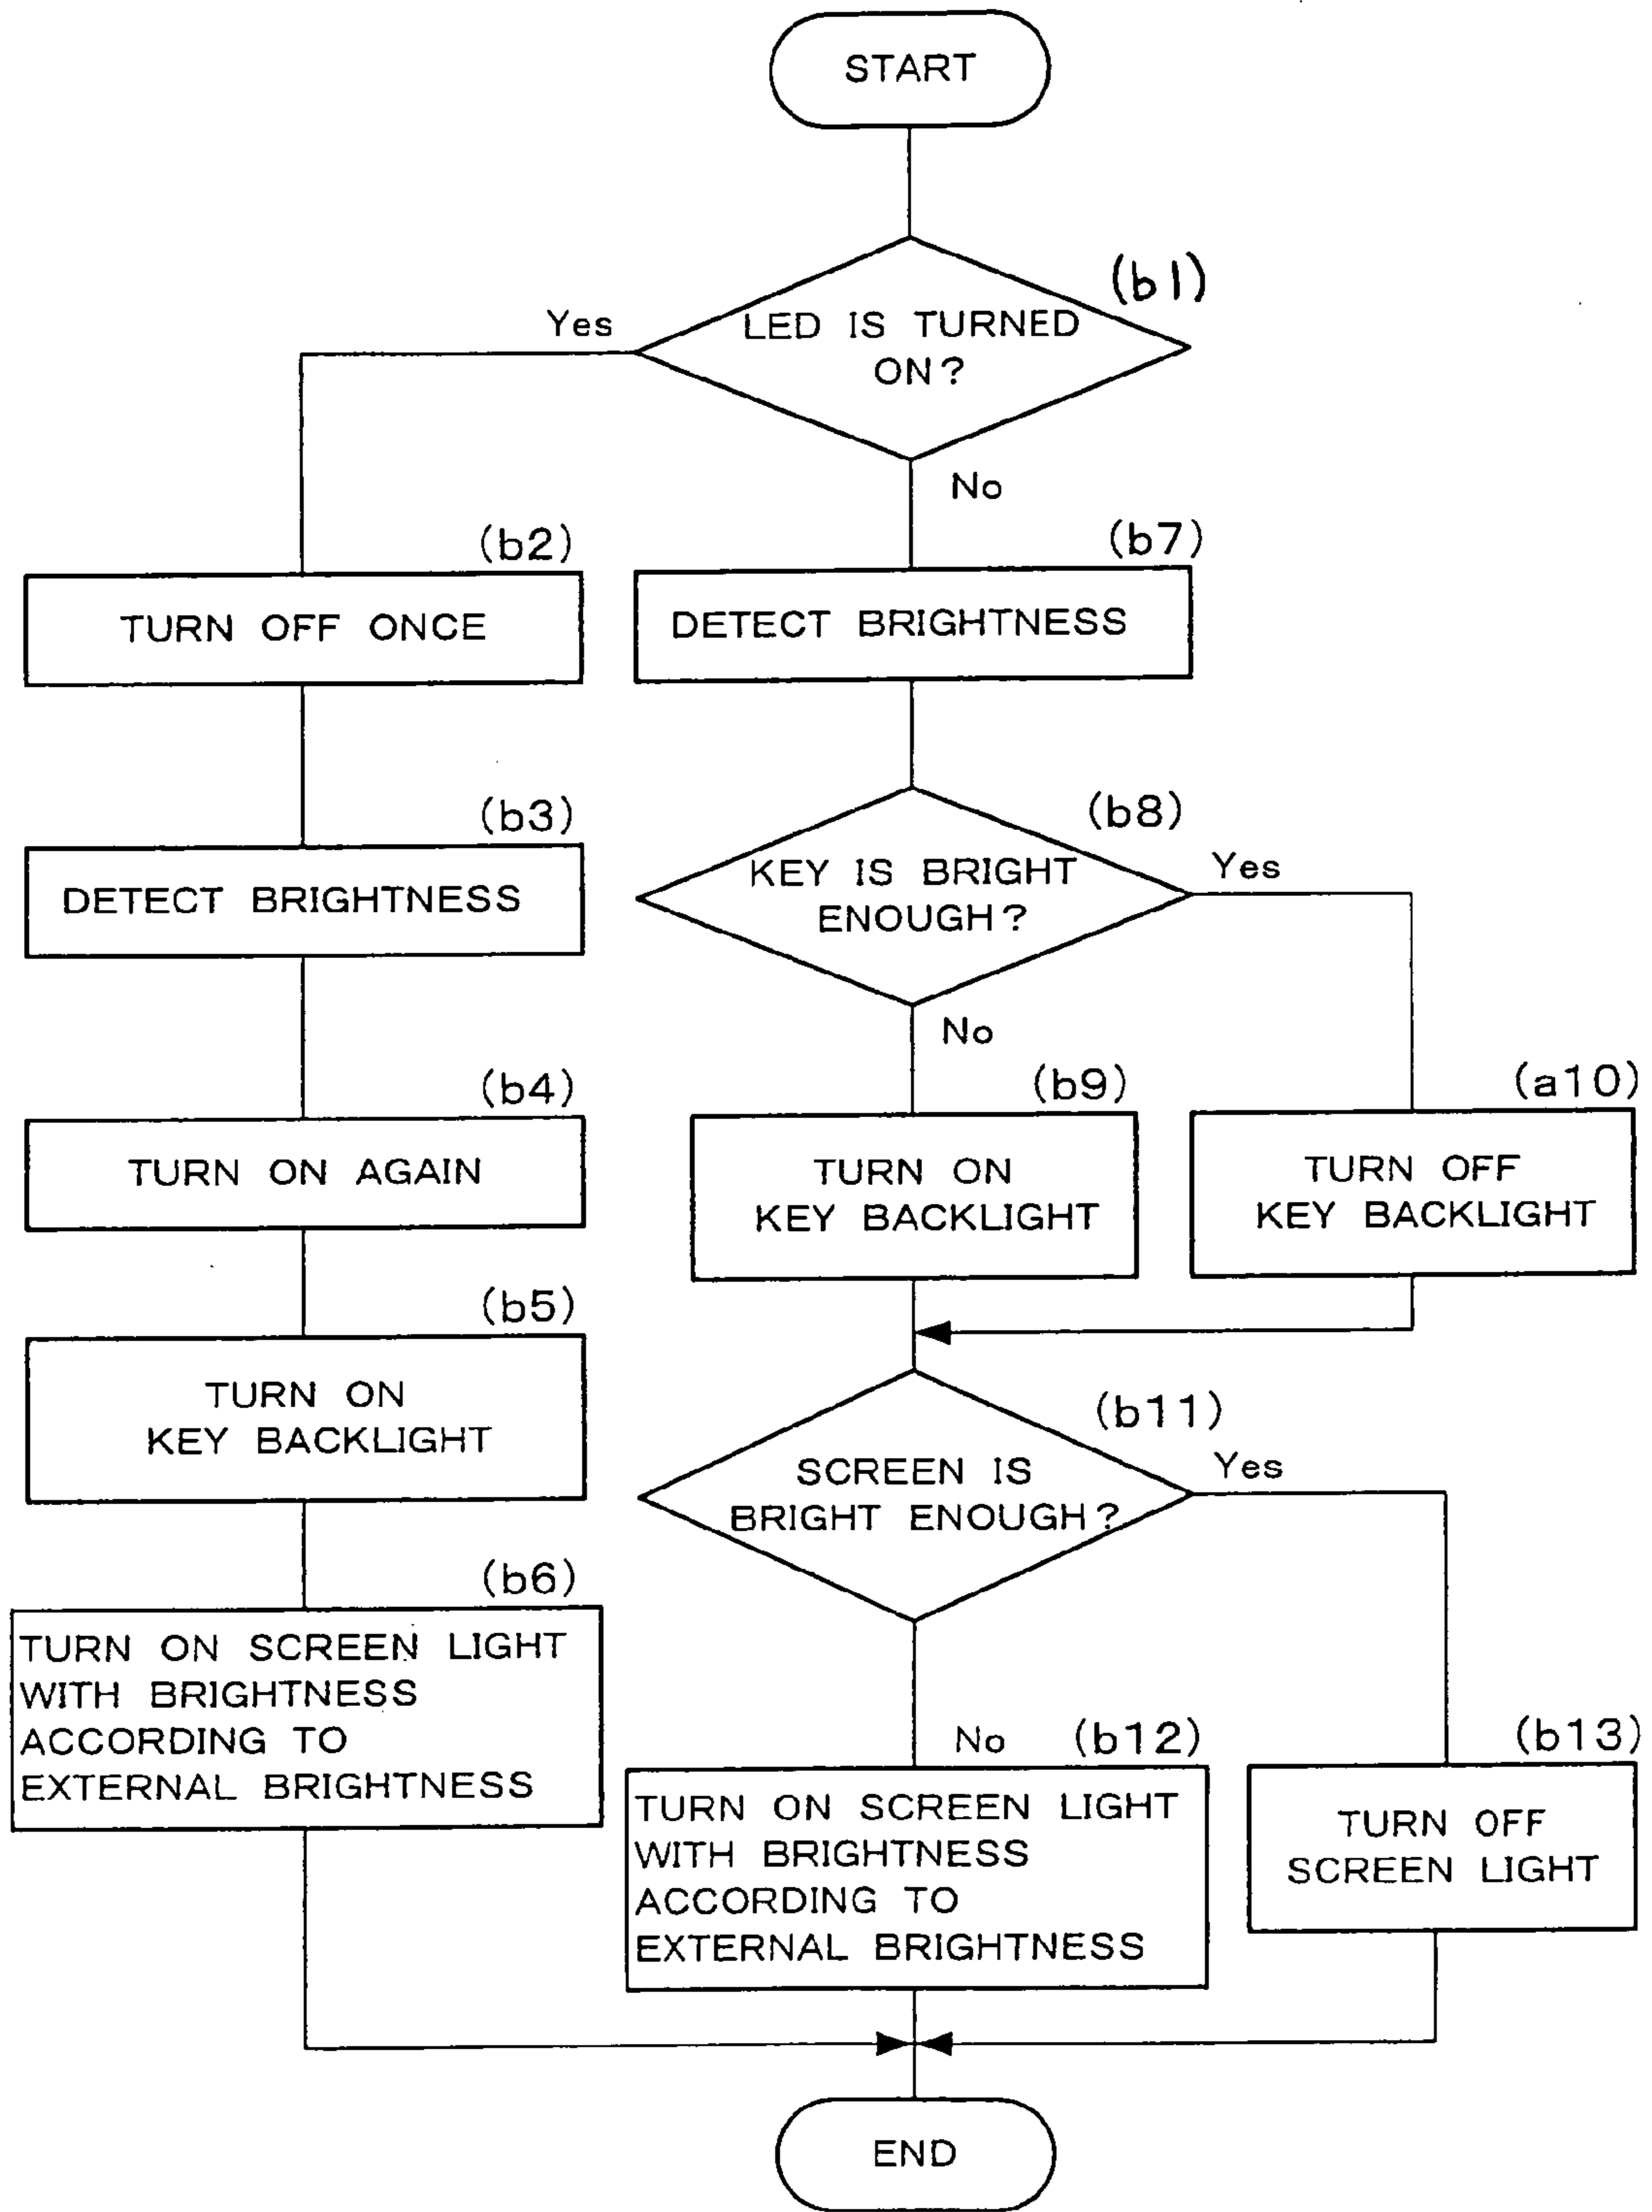 START
(b1)
LED IS TURNED
ON?
Yes
No
(b2)
TURN OFF ONCE
(b3)
DETECT BRIGHTNESS
(b4)
TURN ON AGAIN
(b5)
TURN ON
KEY BACKLIGHT
(b6)
TURN ON SCREEN LIGHT
WITH BRIGHTNESS
ACCORDING TO
EXTERNAL BRIGHTNESS
(b7)
DETECT BRIGHTNESS
(b8)
KEY IS BRIGHT
ENOUGH?
Yes
No
(b9)
TURN ON
KEY BACKLIGHT
(a10)
TURN OFF
KEY BACKLIGHT
(b11)
SCREEN IS
BRIGHT ENOUGH?
Yes
No
(b12)
TURN ON SCREEN LIGHT
WITH BRIGHTNESS
ACCORDING TO
EXTERNAL BRIGHTNESS
(b13)
TURN OFF
SCREEN LIGHT
END